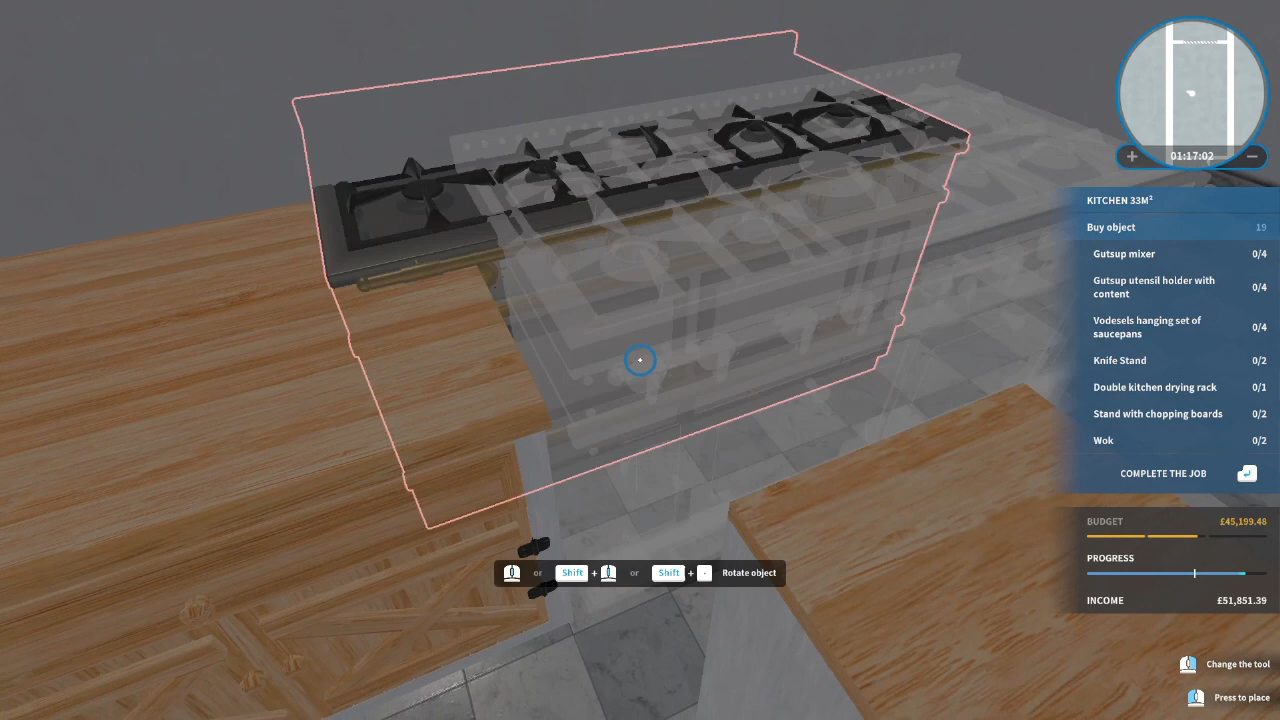 01:17:02
KITCHEN 33M²
Buy object 19
Gutsup mixer 0/4
Gutsup utensil holder with
content 0/4
Vodesels hanging set of
saucepans 0/4
Knife Stand 0/2
Double kitchen drying rack 0/1
Stand with chopping boards 0/2
Wok 0/2
COMPLETE THE JOB
BUDGET £45,199.48
PROGRESS
INCOME £51,851.39
or Shift + or Shift + · Rotate object
Change the tool
Press to place